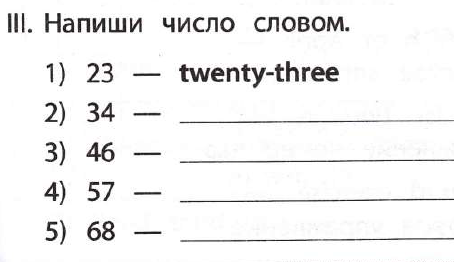 III. Напиши число словом.
1) 23 — twenty-three
2) 34 — 
3) 46 — 
4) 57 — 
5) 68 —